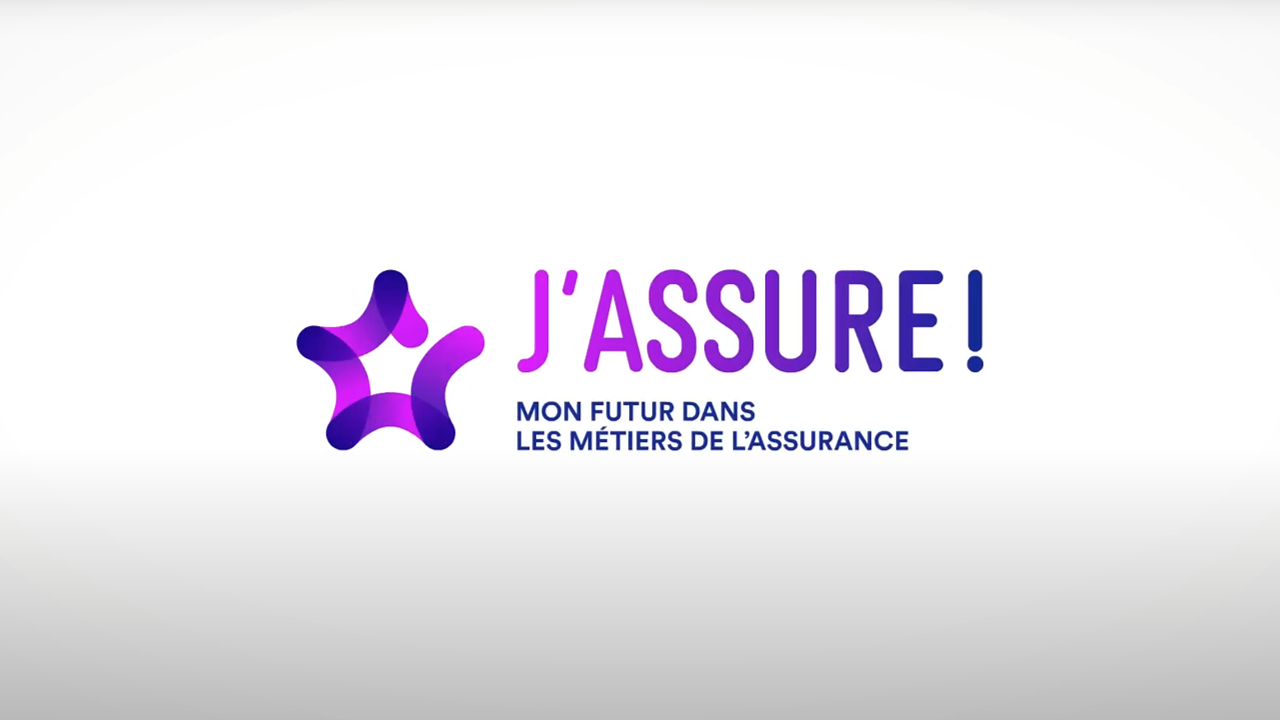 J'ASSURE !
MON FUTUR DANS
LES MÉTIERS DE L'ASSURANCE